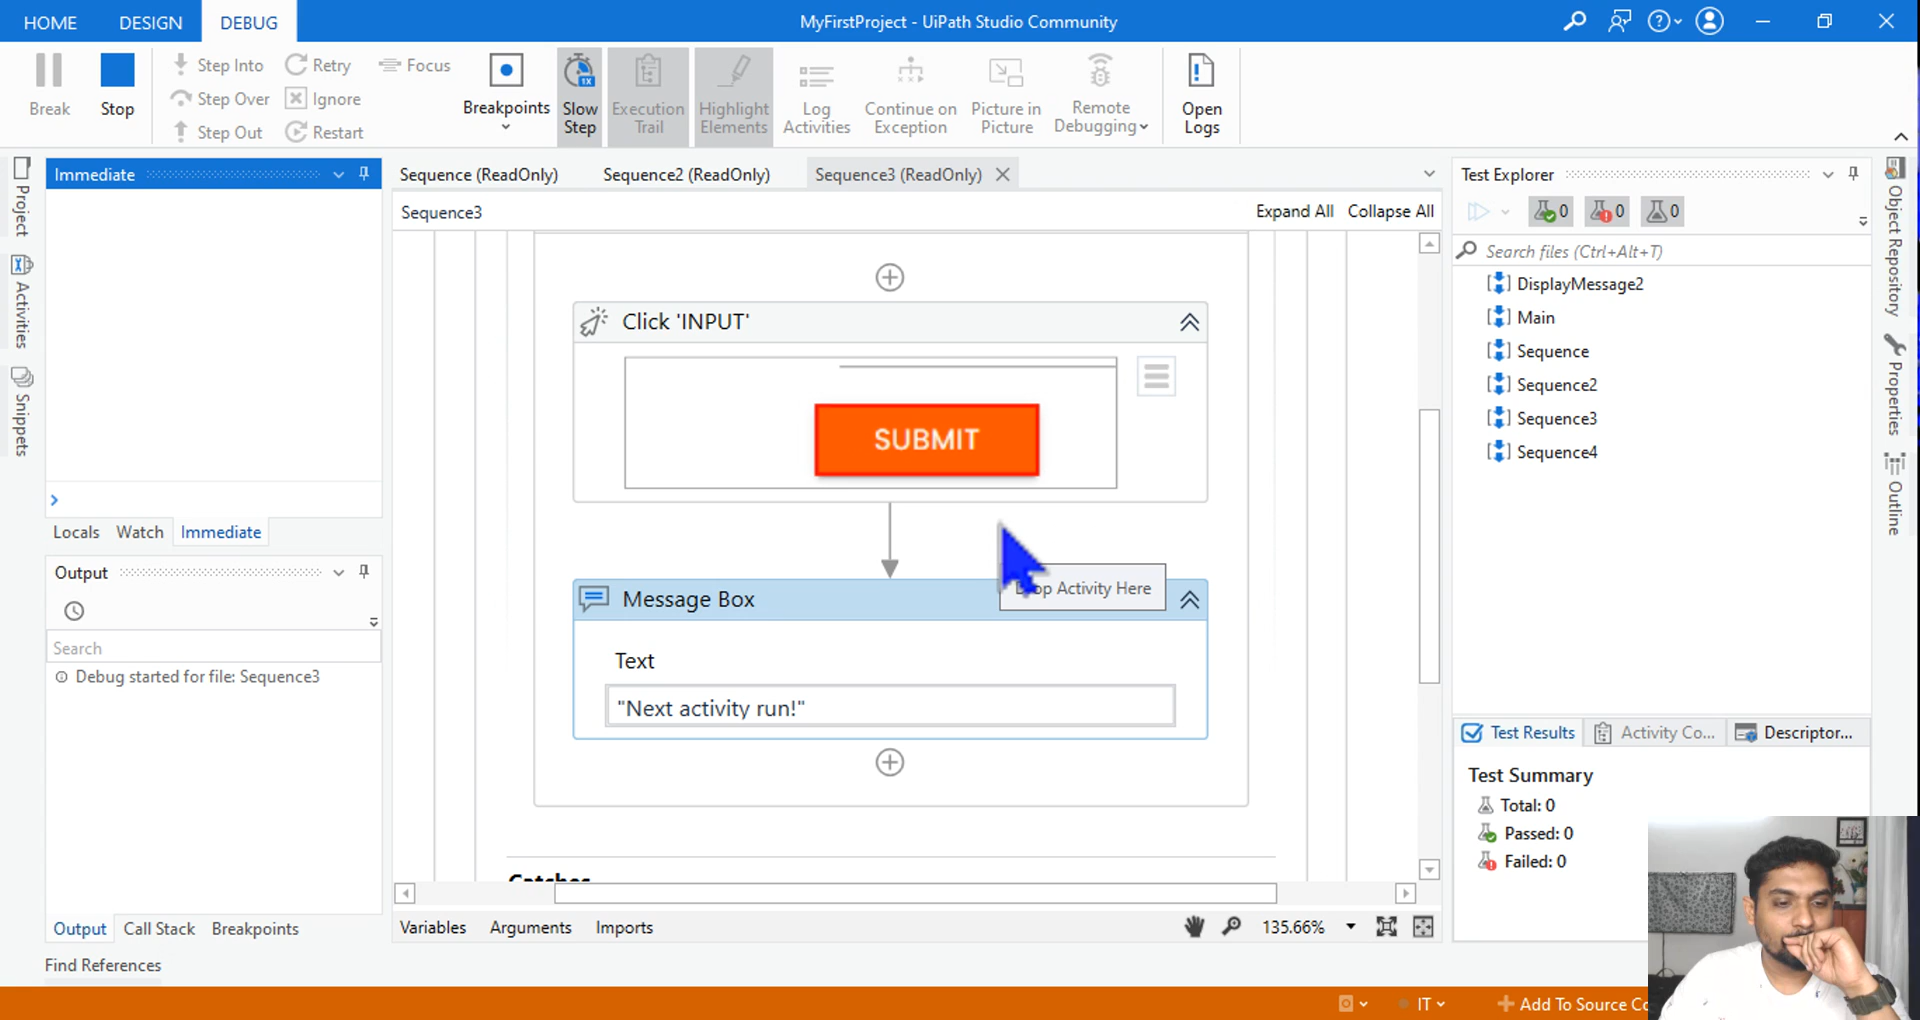 HOME DESIGN DEBUG MyFirstProject - UiPath Studio Community
Break
Stop
Step Into
Step Over
Step Out
Retry
Ignore
Restart
Focus
Breakpoints
Slow
Step
Execution
Trail
Highlight
Elements
Log
Activities
Continue on
Exception
Picture in
Picture
Remote
Debugging
Open
Logs
Project
Activities
Snippets
Immediate
Locals Watch Immediate
Output
Search
Debug started for file: Sequence3
Output Call Stack Breakpoints
Find References
Sequence (ReadOnly) Sequence2 (ReadOnly) Sequence3 (ReadOnly)
Sequence3 Expand All Collapse All
Click 'INPUT'
SUBMIT
Message Box
Drop Activity Here
Text
"Next activity run!"
Catches
Variables Arguments Imports 135.66%
Test Explorer
0 0 0
Search files (Ctrl+Alt+T)
DisplayMessage2
Main
Sequence
Sequence2
Sequence3
Sequence4
Test Results Activity Co... Descriptor...
Test Summary
Total: 0
Passed: 0
Failed: 0
Object Repository
Properties
Outline
IT Add To Source